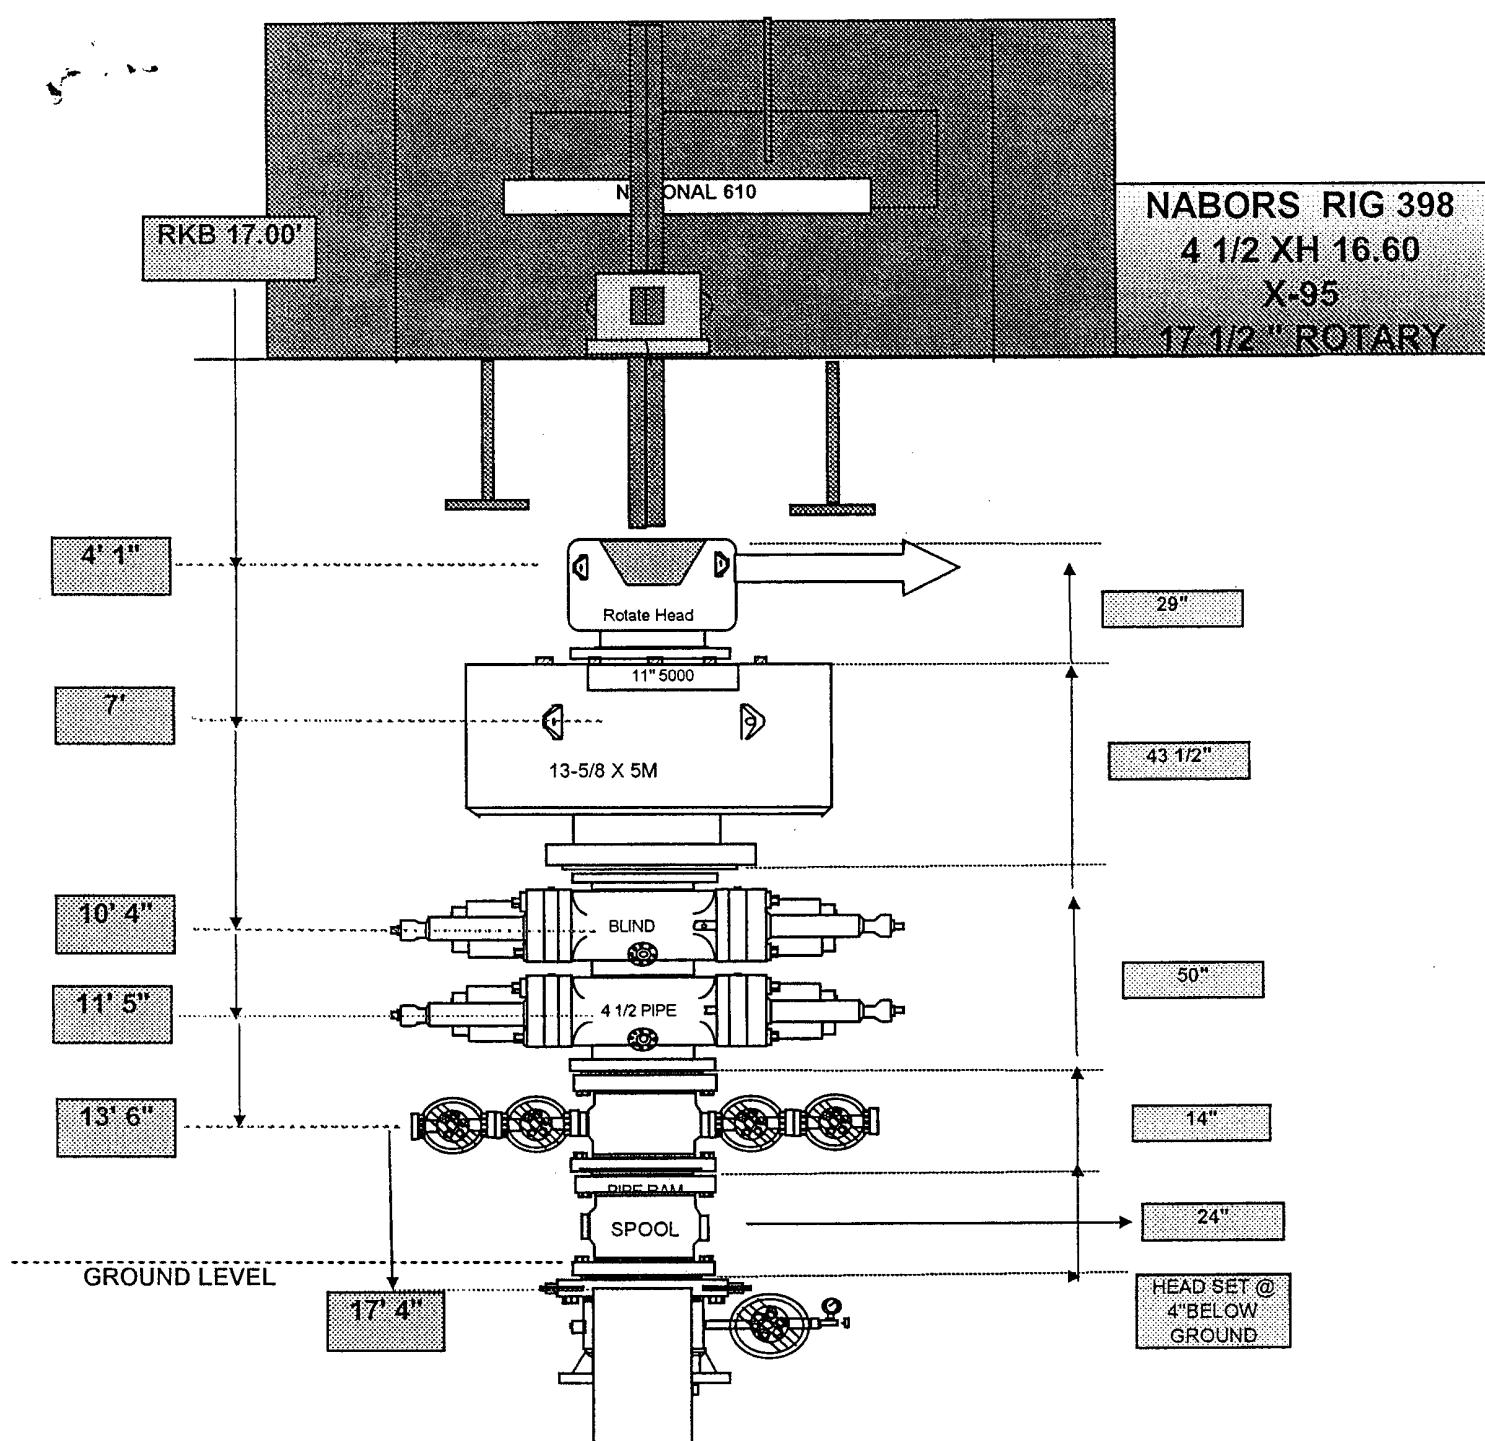 N IONAL 610
NABORS RIG 398
4 1/2 XH 16.60
X-95
17 1/2 " ROTARY
RKB 17.00'
4' 1"
Rotate Head
29"
11" 5000
7'
13-5/8 X 5M
43 1/2"
10' 4"
BLIND
50"
11' 5"
4 1/2 PIPE
13' 6"
14"
PIPE RAM
SPOOL
24"
GROUND LEVEL
17' 4"
HEAD SET @
4"BELOW
GROUND